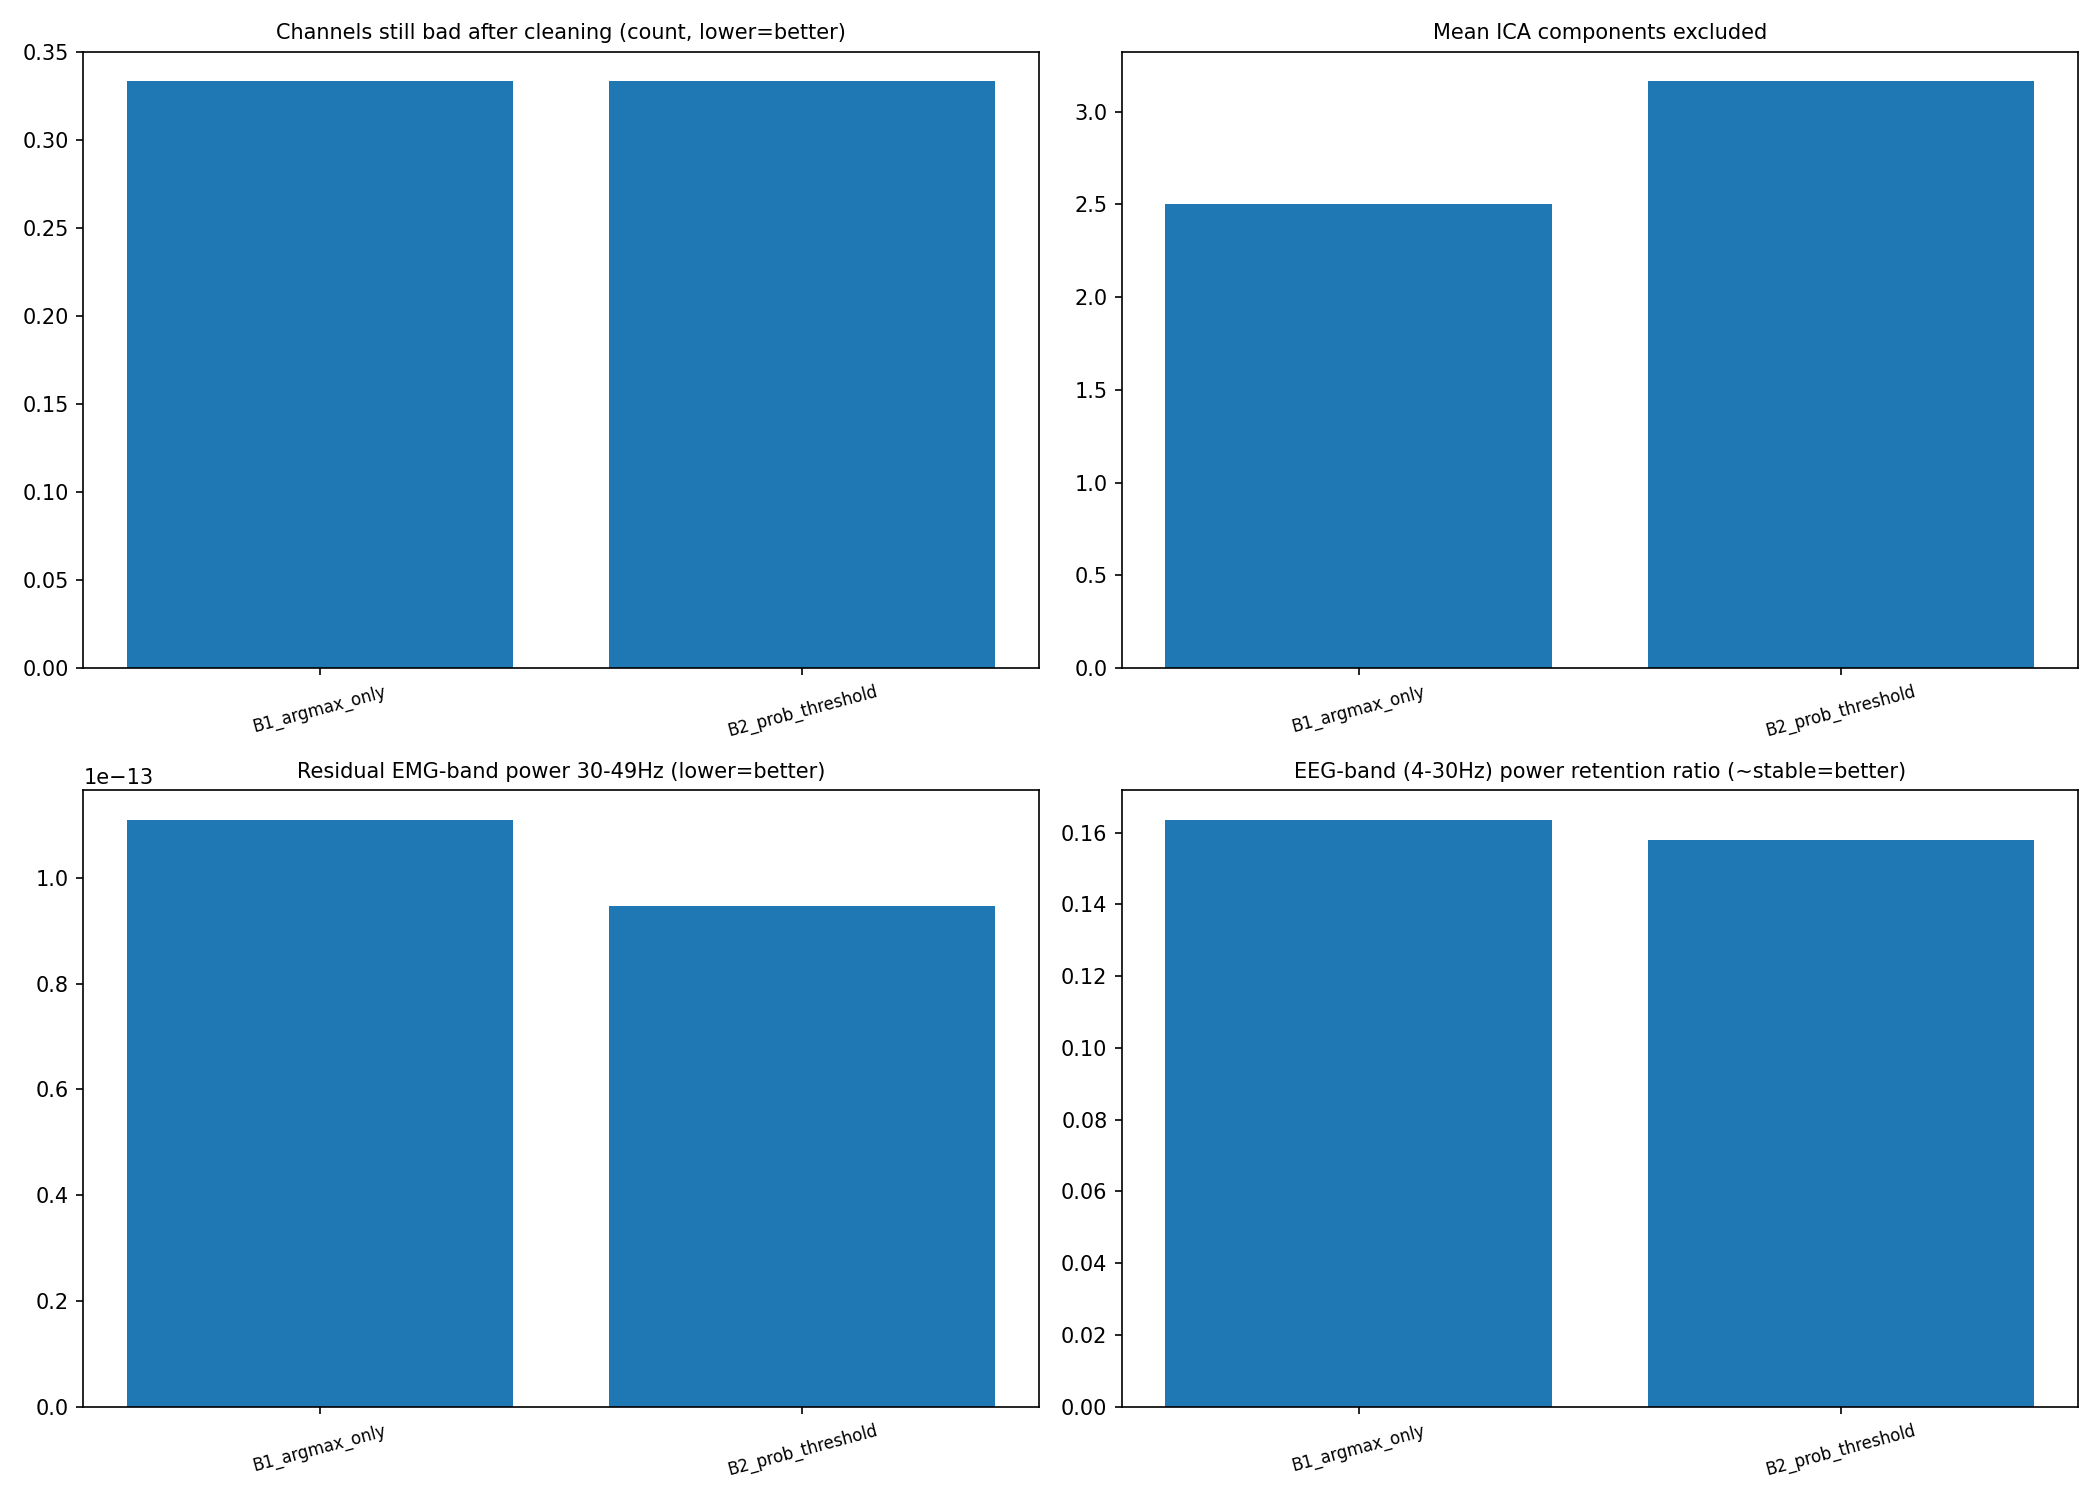 Channels still bad after cleaning (count, lower=better)
0.35
0.30
0.25
0.20
0.15
0.10
0.05
0.00
B1_argmax_only
B2_prob_threshold
Mean ICA components excluded
3.0
2.5
2.0
1.5
1.0
0.5
0.0
B1_argmax_only
B2_prob_threshold
1e−13
Residual EMG-band power 30-49Hz (lower=better)
1.0
0.8
0.6
0.4
0.2
0.0
B1_argmax_only
B2_prob_threshold
EEG-band (4-30Hz) power retention ratio (~stable=better)
0.16
0.14
0.12
0.10
0.08
0.06
0.04
0.02
0.00
B1_argmax_only
B2_prob_threshold